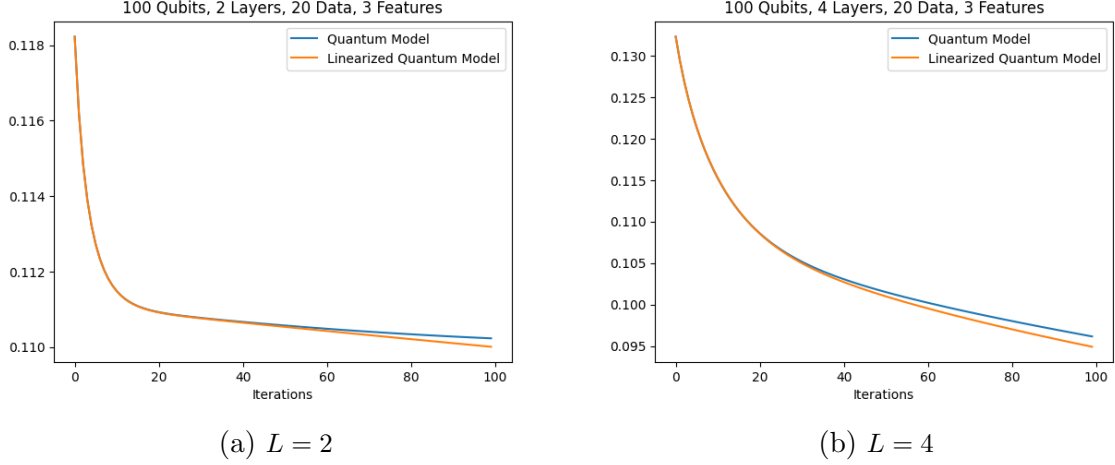 100 Qubits, 2 Layers, 20 Data, 3 Features
Quantum Model
Linearized Quantum Model
0.118
0.116
0.114
0.112
0.110
0
20
40
60
80
100
Iterations
(a) L = 2
100 Qubits, 4 Layers, 20 Data, 3 Features
Quantum Model
Linearized Quantum Model
0.130
0.125
0.120
0.115
0.110
0.105
0.100
0.095
0
20
40
60
80
100
Iterations
(b) L = 4